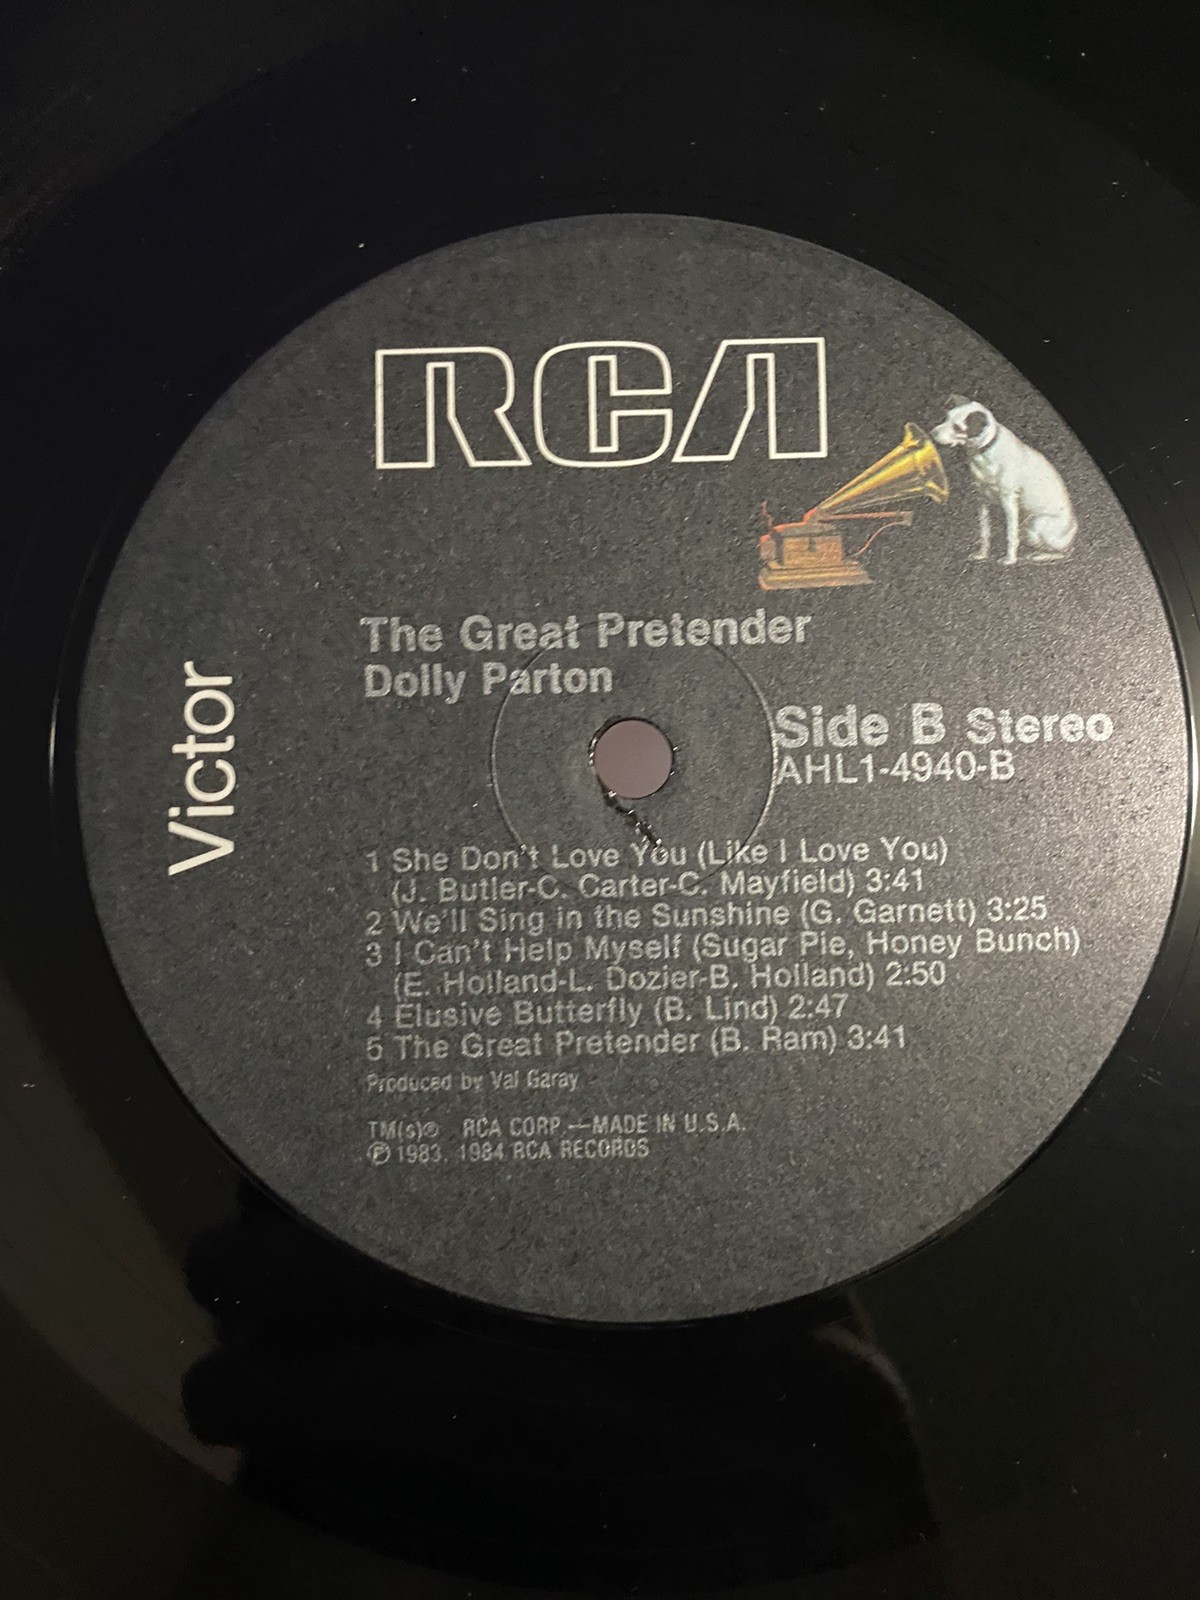 RCA
Victor
The Great Pretender
Dolly Parton
Side B Stereo
AHL1-4940-B
1 She Don't Love You (Like I Love You)
(J. Butler-C. Carter-C. Mayfield) 3:41
2 We'll Sing in the Sunshine (G. Garnett) 3:25
3 I Can't Help Myself (Sugar Pie, Honey Bunch)
(E. Holland-L. Dozier-B. Holland) 2:50
4 Elusive Butterfly (B. Lind) 2:47
5 The Great Pretender (B. Ram) 3:41
Produced by Val Garay
TM(s)® RCA CORP.—MADE IN U.S.A.
℗ 1983, 1984 RCA RECORDS